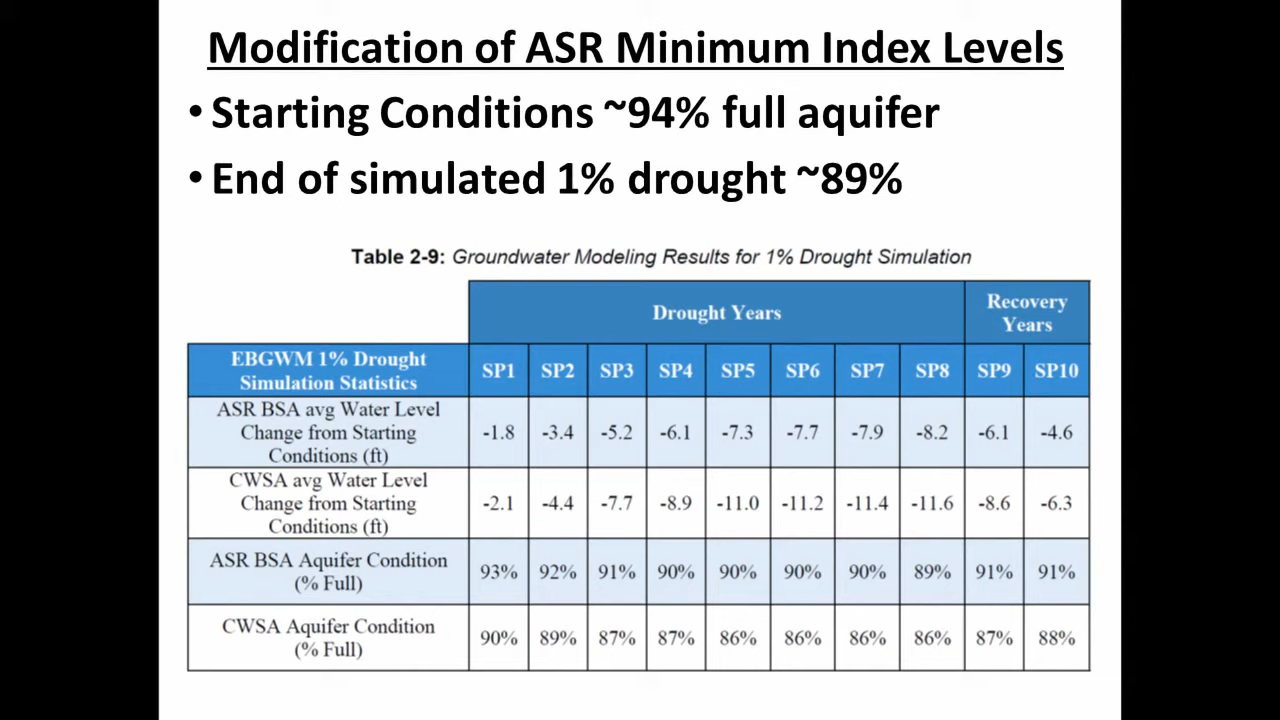 Modification of ASR Minimum Index Levels
• Starting Conditions ~94% full aquifer
• End of simulated 1% drought ~89%
Table 2-9: Groundwater Modeling Results for 1% Drought Simulation
Drought Years
Recovery
Years
EBGWM 1% Drought
Simulation Statistics
SP1 SP2 SP3 SP4 SP5 SP6 SP7 SP8 SP9 SP10
ASR BSA avg Water Level
Change from Starting
Conditions (ft)
-1.8 -3.4 -5.2 -6.1 -7.3 -7.7 -7.9 -8.2 -6.1 -4.6
CWSA avg Water Level
Change from Starting
Conditions (ft)
-2.1 -4.4 -7.7 -8.9 -11.0 -11.2 -11.4 -11.6 -8.6 -6.3
ASR BSA Aquifer Condition
(% Full)
93% 92% 91% 90% 90% 90% 90% 89% 91% 91%
CWSA Aquifer Condition
(% Full)
90% 89% 87% 87% 86% 86% 86% 86% 87% 88%